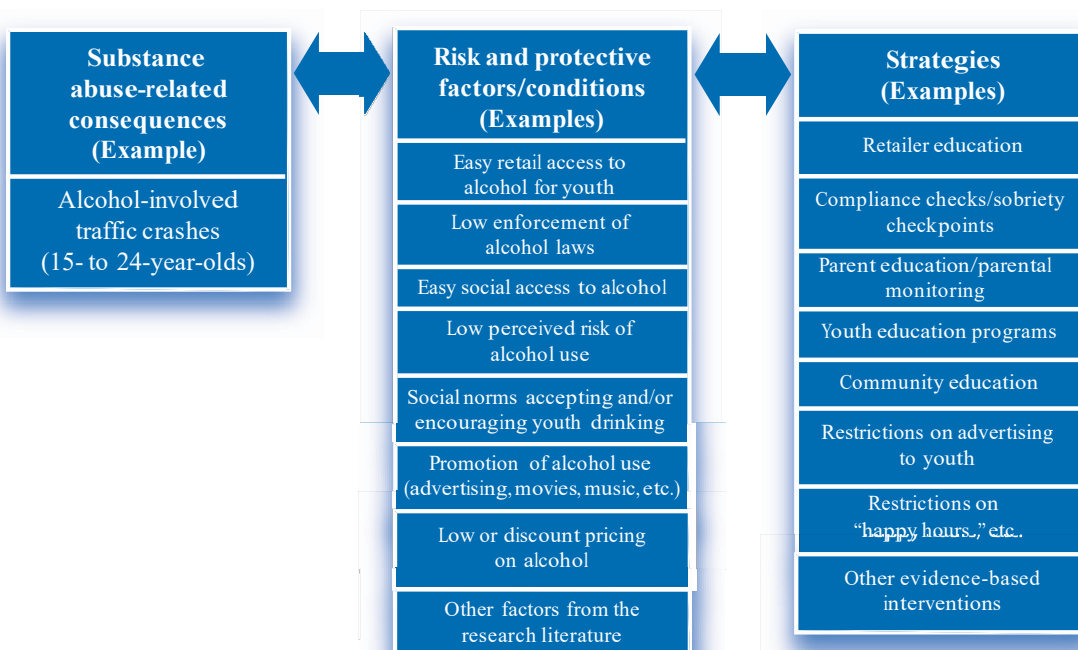 Substance
abuse-related
consequences
(Example)
Alcohol-involved
traffic crashes
(15- to 24-year-olds)
Risk and protective
factors/conditions
(Examples)
Easy retail access to
alcohol for youth
Low enforcement of
alcohol laws
Easy social access to alcohol
Low perceived risk of
alcohol use
Social norms accepting and/or
encouraging youth drinking
Promotion of alcohol use
(advertising, movies, music, etc.)
Low or discount pricing
on alcohol
Other factors from the
research literature
Strategies
(Examples)
Retailer education
Compliance checks/sobriety
checkpoints
Parent education/parental
monitoring
Youth education programs
Community education
Restrictions on advertising
to youth
Restrictions on
“happy hours,” etc.
Other evidence-based
interventions